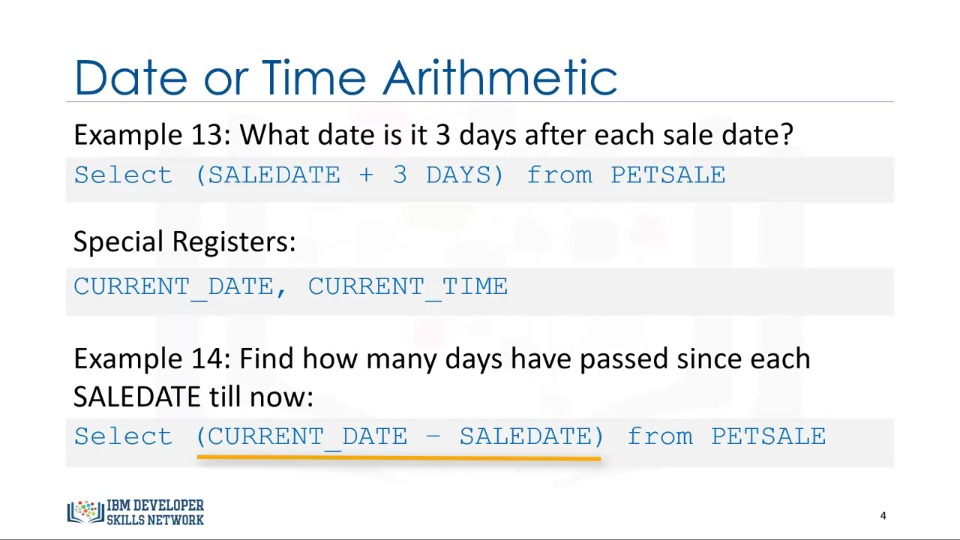 Date or Time Arithmetic
Example 13: What date is it 3 days after each sale date?
Select (SALEDATE + 3 DAYS) from PETSALE
Special Registers:
CURRENT_DATE, CURRENT_TIME
Example 14: Find how many days have passed since each
SALEDATE till now:
Select (CURRENT_DATE – SALEDATE) from PETSALE
IBM DEVELOPER
SKILLS NETWORK
4